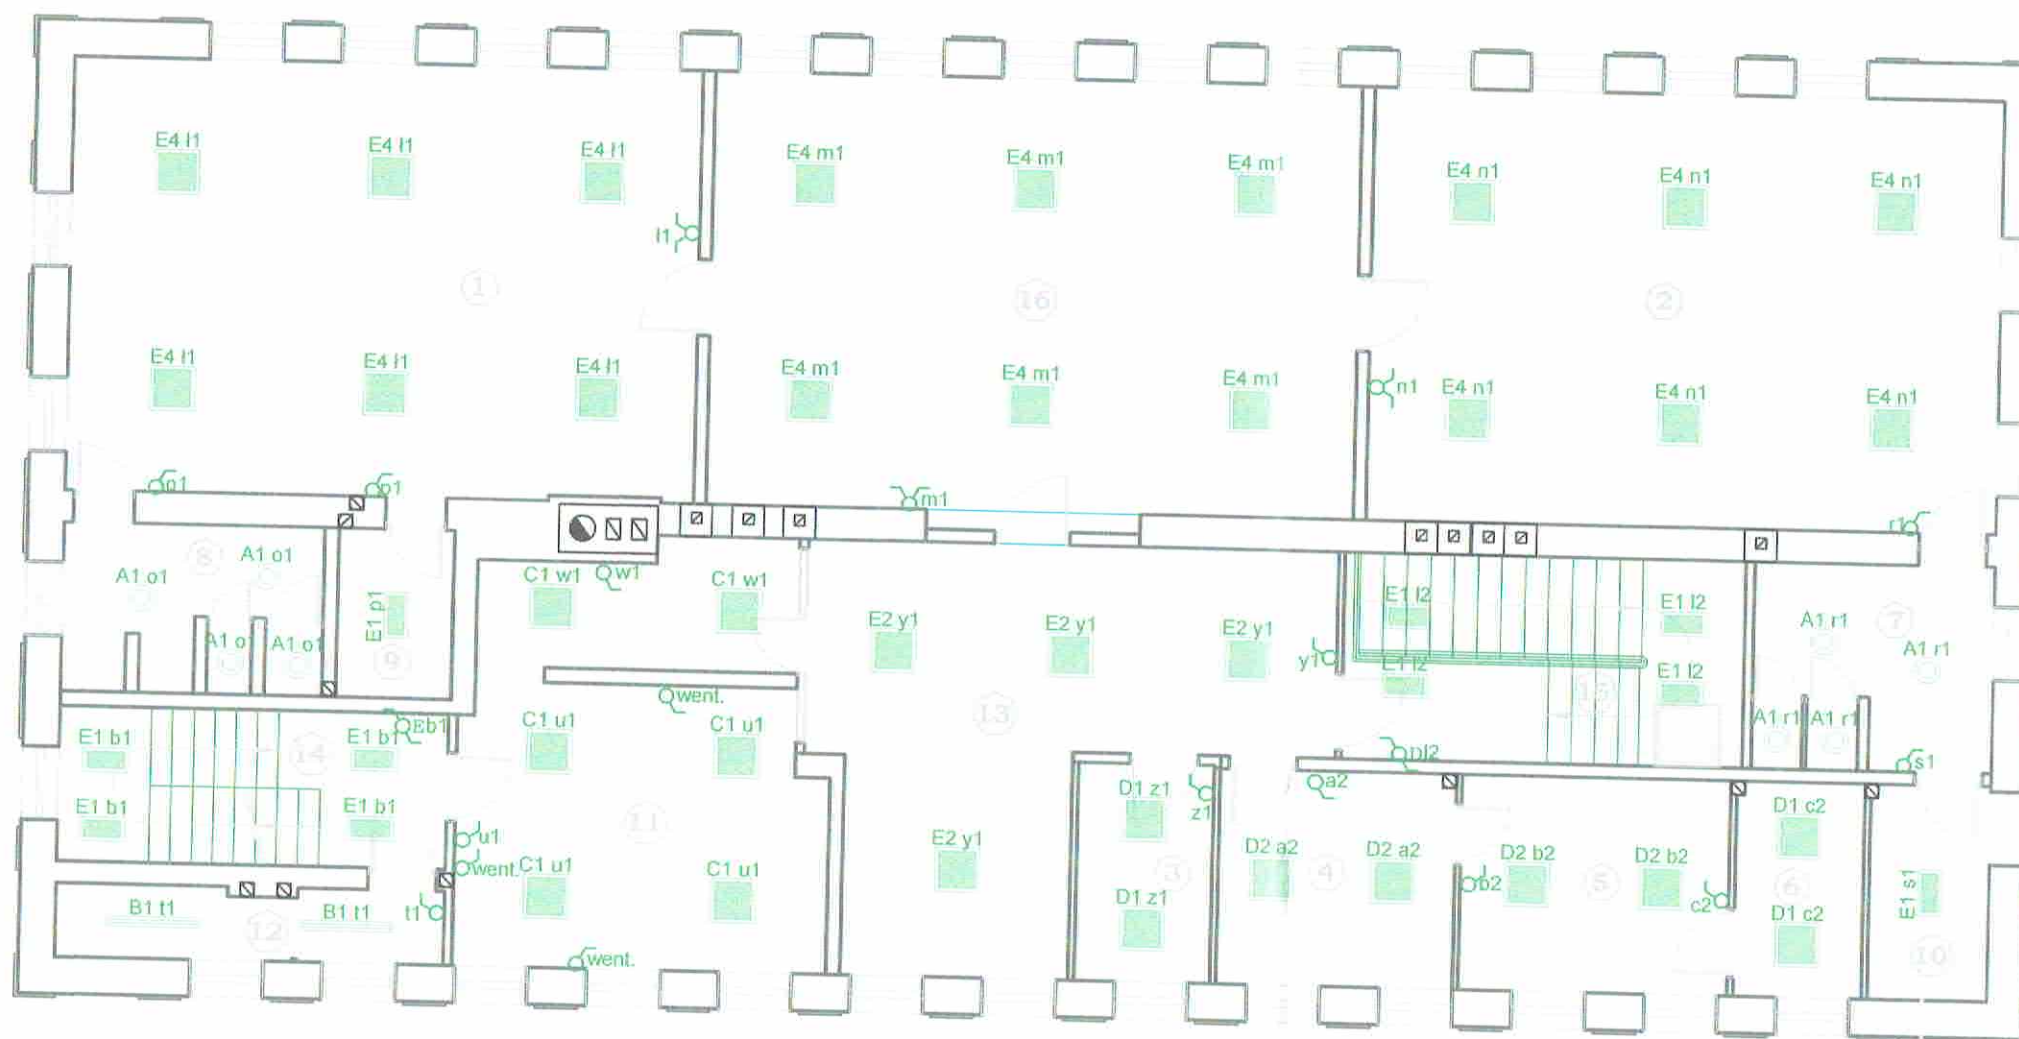 E4 l1
E4 l1
E4 l1
E4 m1
E4 m1
E4 m1
E4 n1
E4 n1
E4 n1
l1
1
16
2
E4 l1
E4 l1
E4 l1
E4 m1
E4 m1
E4 m1
n1
E4 n1
E4 n1
E4 n1
o1
p1
m1
r1
8
A1 o1
A1 o1
A1 o1
A1 o1
E1 p1
9
C1 w1
w1
C1 w1
E2 y1
E2 y1
E2 y1
y1
E1 l2
E1 l2
E1 l2
E1 l2
15
A1 r1
7
A1 r1
A1 r1
A1 r1
went.
13
Eb1
C1 u1
C1 u1
E1 b1
14
E1 b1
Dl2
s1
a2
E1 b1
E1 b1
D1 z1
z1
D1 c2
u1
11
went.
C1 u1
C1 u1
E2 y1
3
D2 a2
4
D2 a2
b2
D2 b2
5
D2 b2
c2
6
E1 s1
B1 t1
12
B1 t1
t1
D1 z1
D1 c2
10
went.